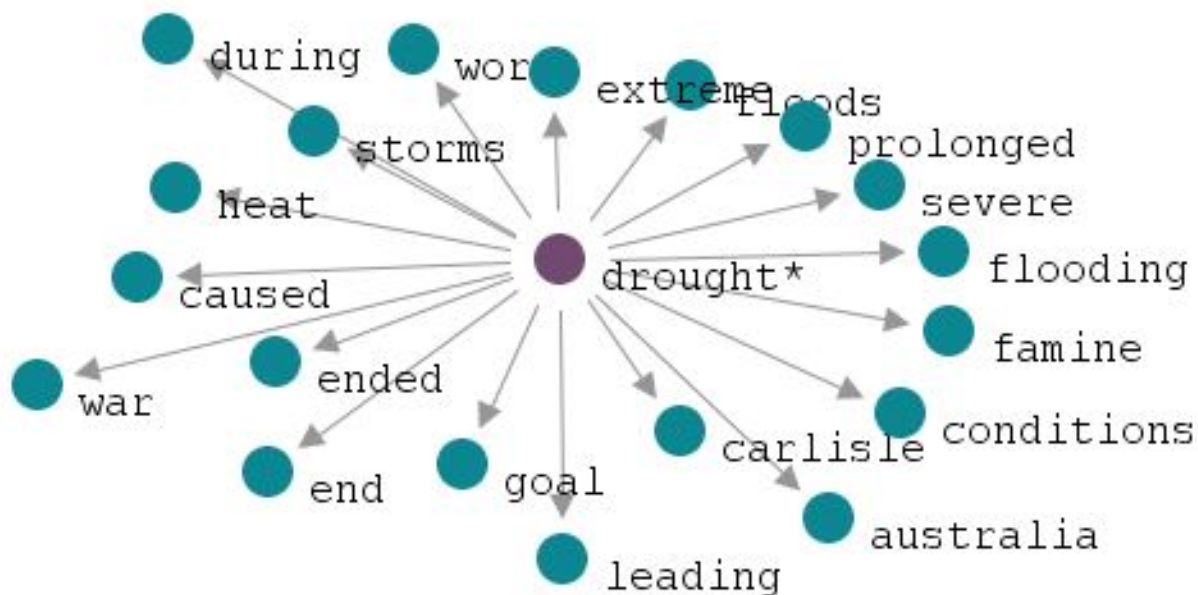 during
wor
extreme
floods
storms
prolonged
heat
severe
caused
drought*
flooding
famine
war
ended
conditions
end
goal
carlisle
australia
leading